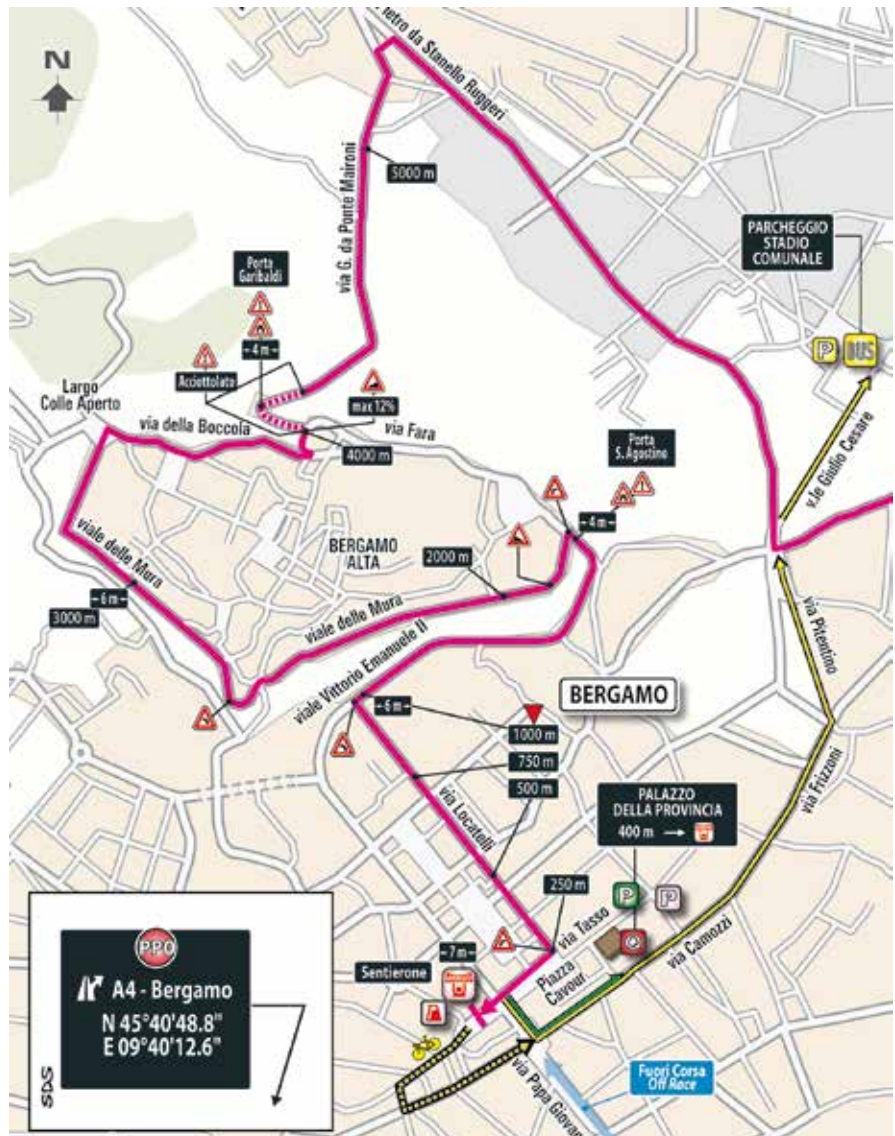 Pietro da Stanello Ruggeri
N
via G. da Ponte Maironi
5000 m
PARCHEGGIO
STADIO
COMUNALE
P
BUS
Porta
Garibaldi
4 m
Acciottolato
max 12%
Largo
Colle Aperto
via della Boccola
via Fara
4000 m
Porta
S. Agostino
4 m
v.le Giulio Cesare
viale delle Mura
6 m
3000 m
BERGAMO
ALTA
2000 m
viale delle Mura
viale Vittorio Emanuele II
via Pitentino
BERGAMO
6 m
1000 m
750 m
500 m
via Locatelli
via Frizzoni
PALAZZO
DELLA PROVINCIA
400 m
250 m
P
P
Q
via Tasso
via Camozzi
7 m
Sentierone
Piazza
Cavour
PPO
A4 - Bergamo
N 45°40'48.8"
E 09°40'12.6"
SDS
via Papa Giovan
Fuori Corsa
Off Race